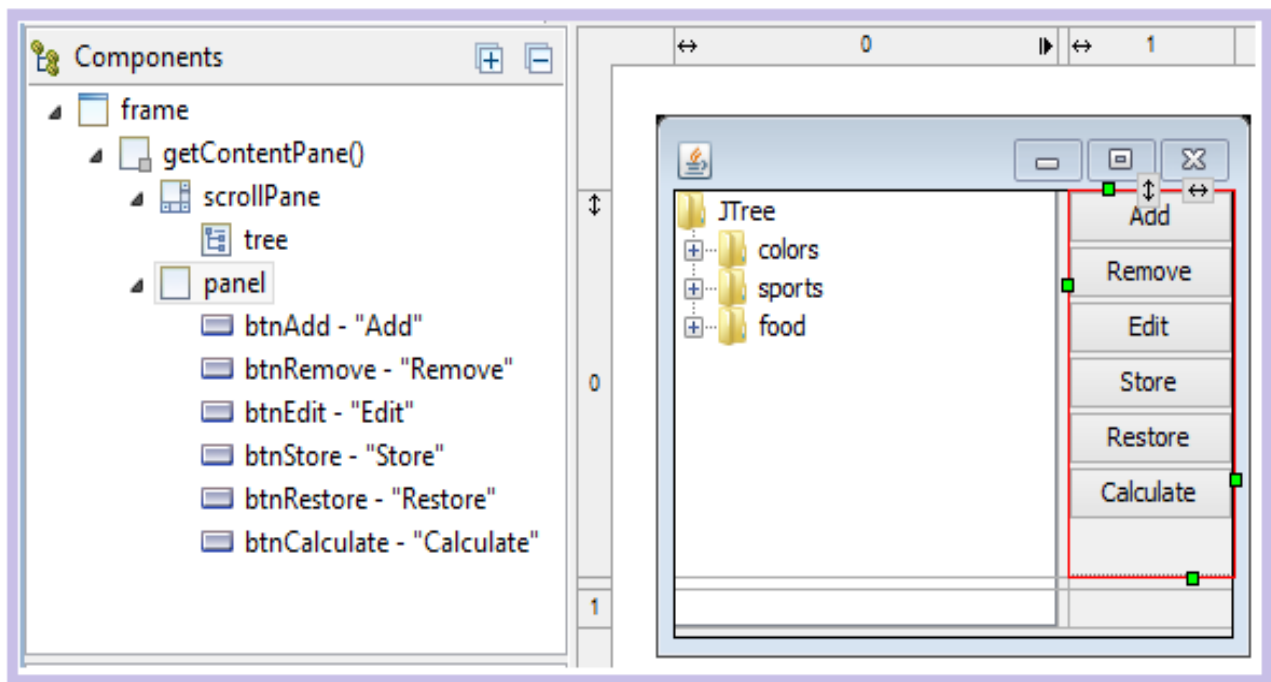 Components
frame
getContentPane()
scrollPane
tree
panel
btnAdd - "Add"
btnRemove - "Remove"
btnEdit - "Edit"
btnStore - "Store"
btnRestore - "Restore"
btnCalculate - "Calculate"
0
1
0
1
JTree
colors
sports
food
Add
Remove
Edit
Store
Restore
Calculate